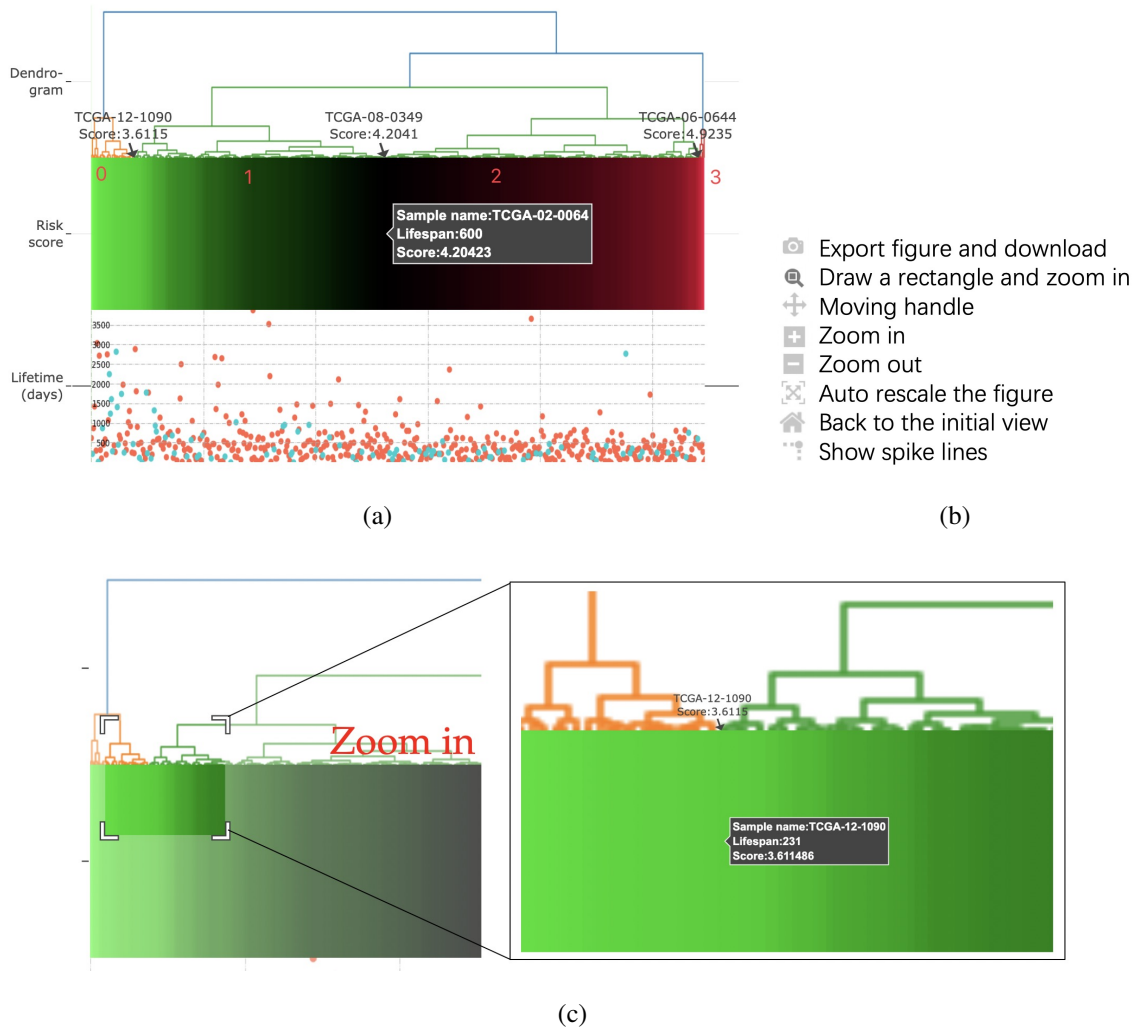 Dendro-
gram
TCGA-12-1090
Score:3.6115
TCGA-08-0349
Score:4.2041
TCGA-06-0644
Score:4.9235
0
1
2
3
Risk
score
Sample name:TCGA-02-0064
Lifespan:600
Score:4.20423
Lifetime
(days)
3500
3000
2500
2000
1500
1000
500
(a)
Export figure and download
Draw a rectangle and zoom in
Moving handle
Zoom in
Zoom out
Auto rescale the figure
Back to the initial view
Show spike lines
(b)
Zoom in
TCGA-12-1090
Score:3.6115
Sample name:TCGA-12-1090
Lifespan:231
Score:3.611486
(c)